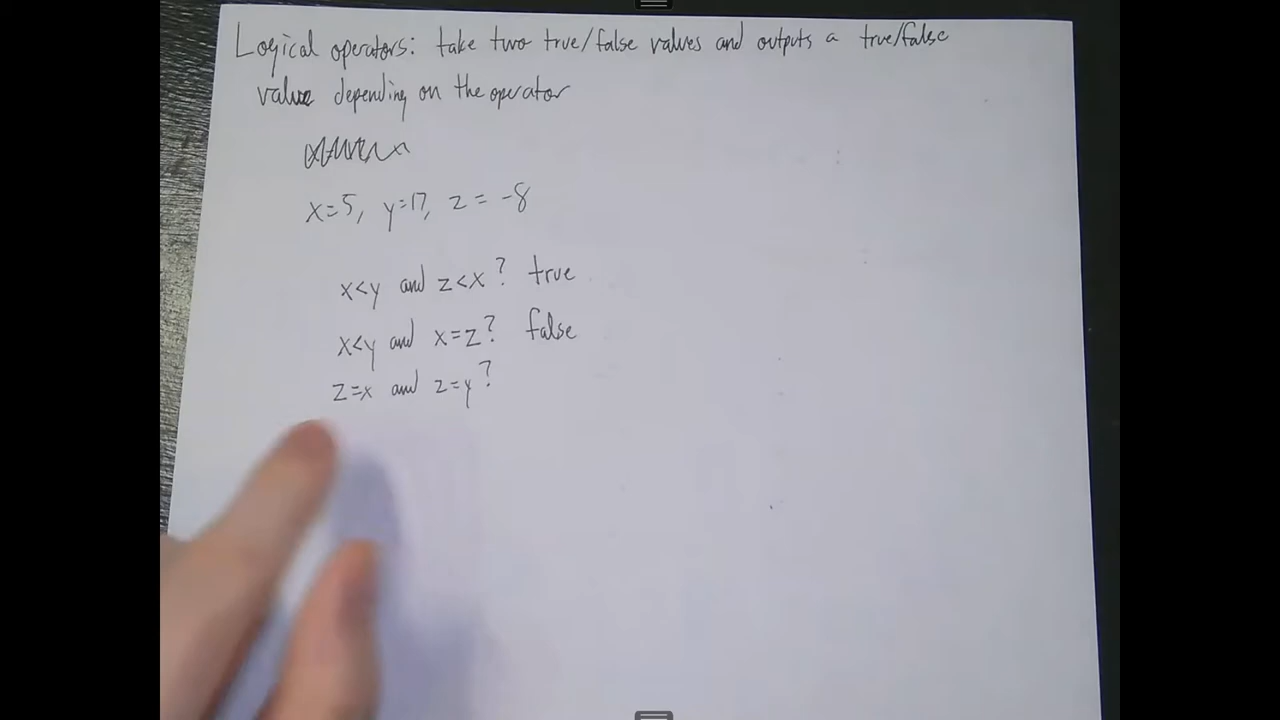 Logical operators: take two true/false values and outputs a true/false
value depending on the operator
x=5, y=17, z = -8
x<y and z<x? true
x<y and x=z? false
z=x and z=y?